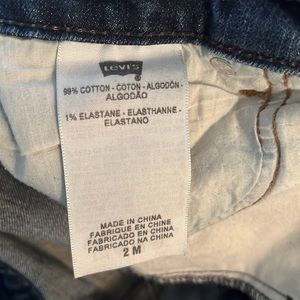 LEVI'S
99% COTTON - COTON - ALGODÓN -
ALGODÃO
1% ELASTANE - ELASTHANNE -
ELASTANO
MADE IN CHINA
FABRIQUE EN CHINE
FABRICADO EN CHINA
FABRICADO NA CHINA
2 M